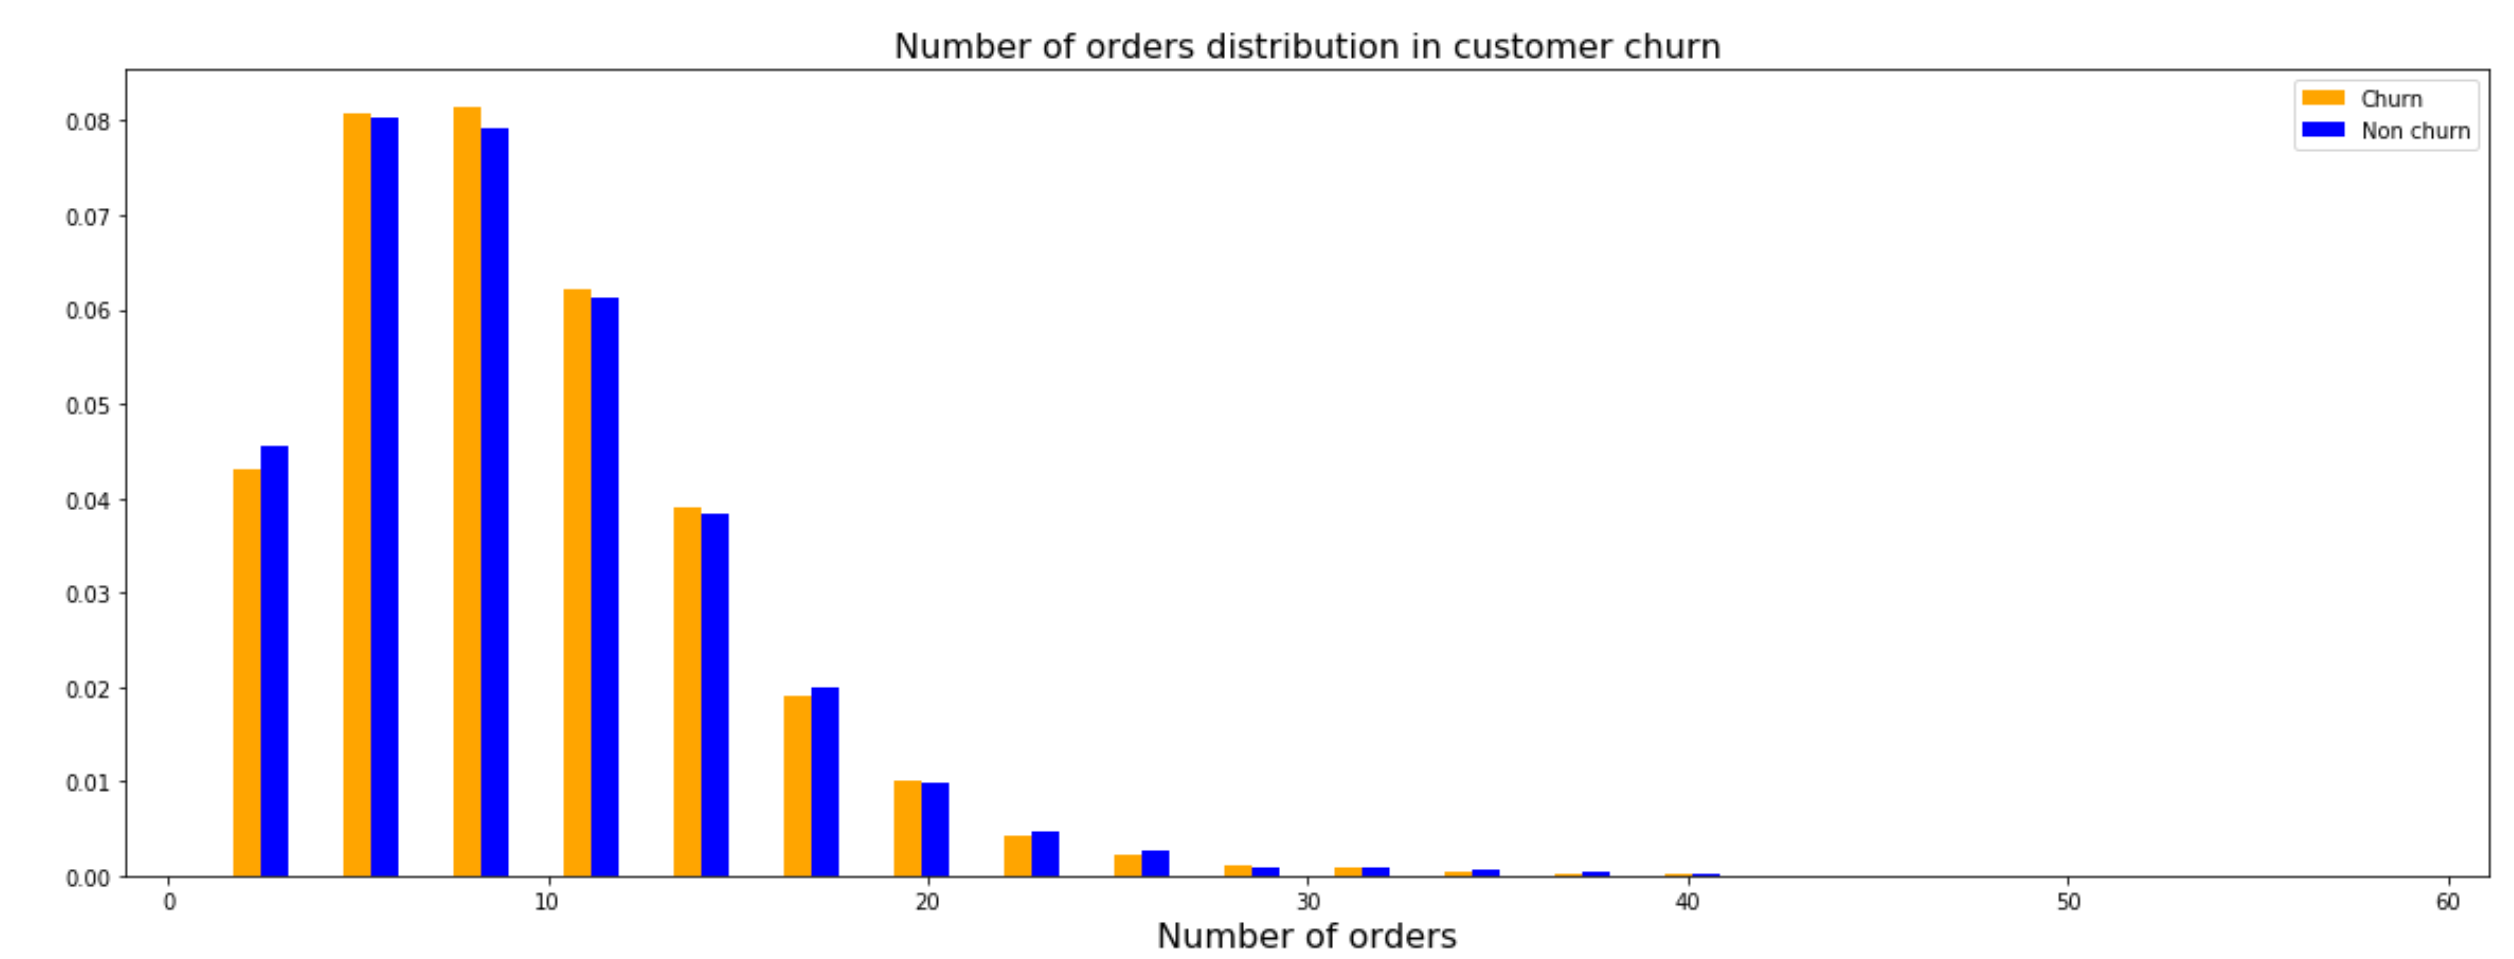 Number of orders distribution in customer churn
Churn
Non churn
0.08
0.07
0.06
0.05
0.04
0.03
0.02
0.01
0.00
0 10 20 30 40 50 60
Number of orders